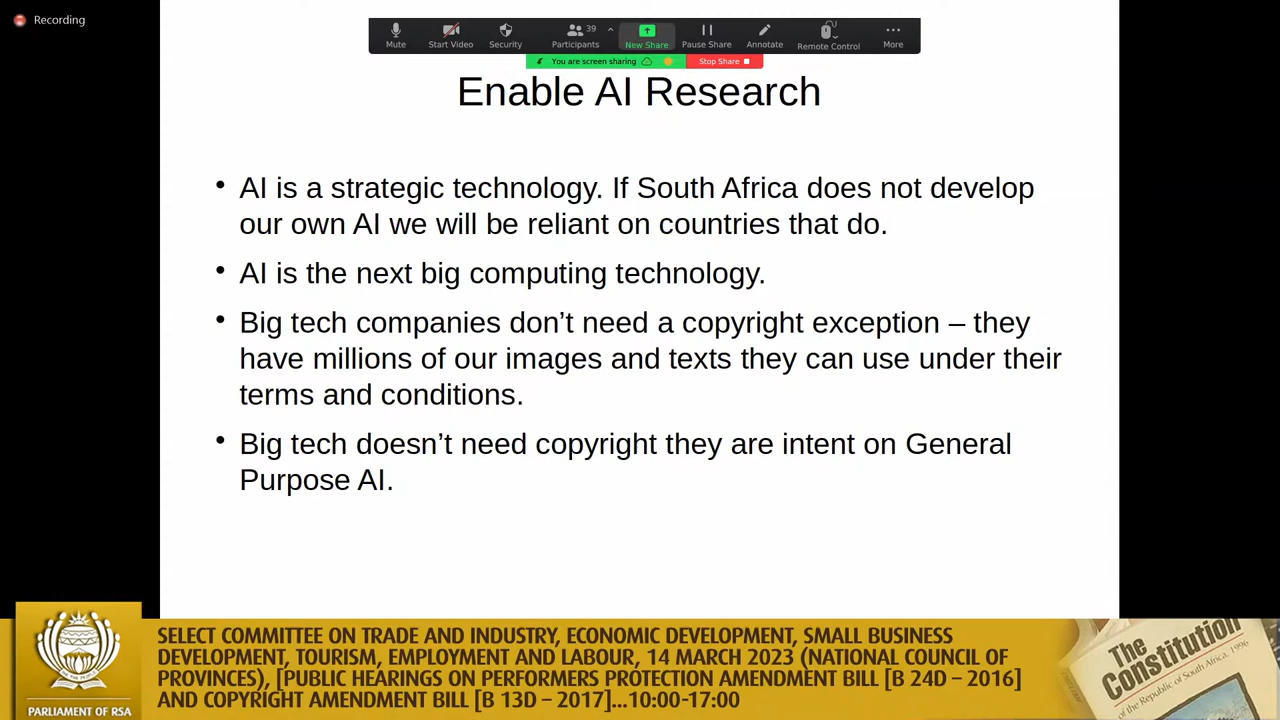 Recording
Mute
Start Video
Security
Participants
39
New Share
Pause Share
Annotate
Remote Control
More
You are screen sharing
Stop Share
Enable AI Research
• AI is a strategic technology. If South Africa does not develop
our own AI we will be reliant on countries that do.
• AI is the next big computing technology.
• Big tech companies don’t need a copyright exception – they
have millions of our images and texts they can use under their
terms and conditions.
• Big tech doesn’t need copyright they are intent on General
Purpose AI.
SELECT COMMITTEE ON TRADE AND INDUSTRY, ECONOMIC DEVELOPMENT, SMALL BUSINESS
DEVELOPMENT, TOURISM, EMPLOYMENT AND LABOUR, 14 MARCH 2023 (NATIONAL COUNCIL OF
PROVINCES), [PUBLIC HEARINGS ON PERFORMERS PROTECTION AMENDMENT BILL [B 24D – 2016]
AND COPYRIGHT AMENDMENT BILL [B 13D – 2017]...10:00-17:00
PARLIAMENT OF RSA
The
Constitution
of the Republic of South Africa, 1996